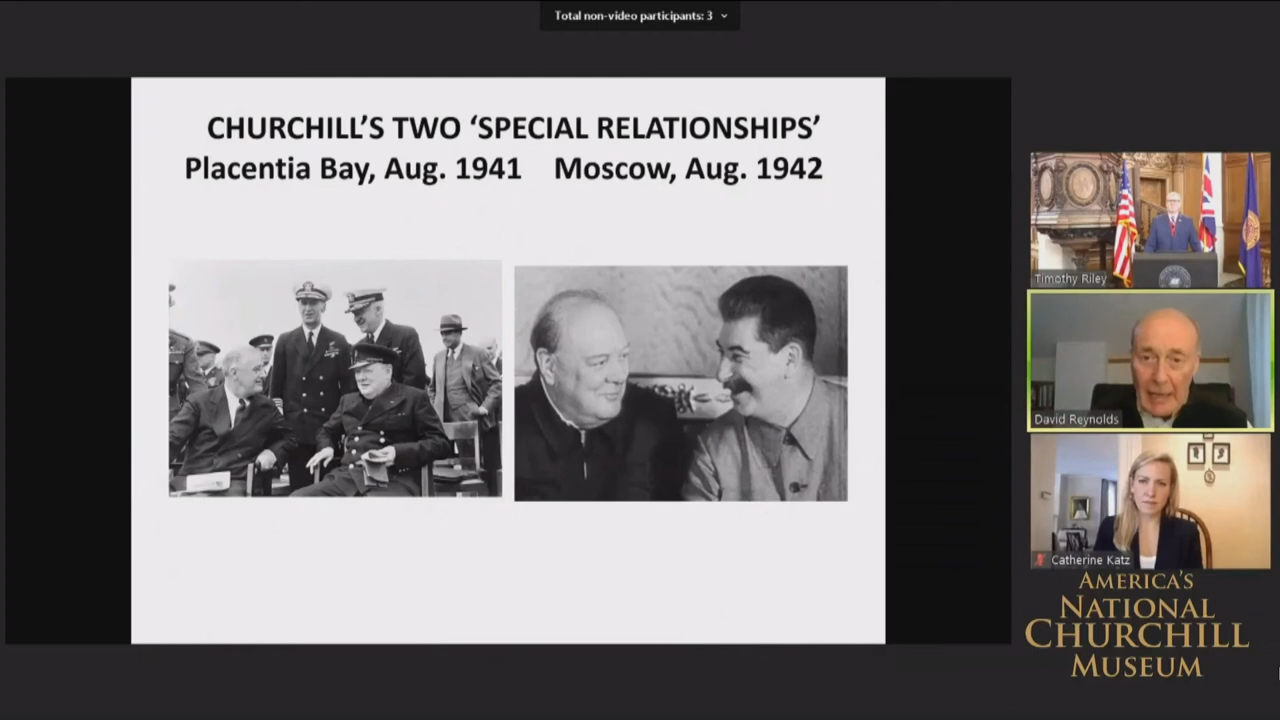 Total non-video participants: 3
CHURCHILL'S TWO ‘SPECIAL RELATIONSHIPS’
Placentia Bay, Aug. 1941 Moscow, Aug. 1942
Timothy Riley
David Reynolds
Catherine Katz
AMERICA'S
NATIONAL
CHURCHILL
MUSEUM